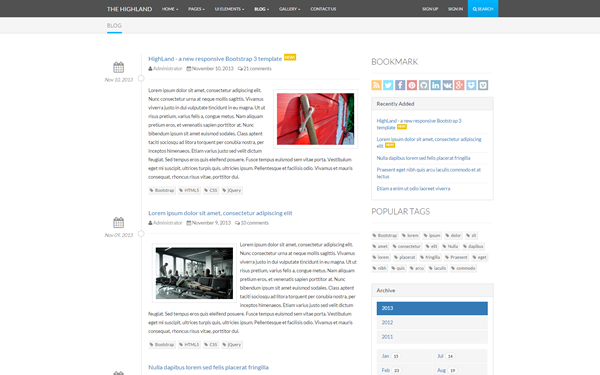 THE HIGHLAND
HOME PAGES UI ELEMENTS BLOG GALLERY CONTACT US SIGN UP SIGN IN SEARCH
BLOG
Nov 10, 2013
HighLand - a new responsive Bootstrap 3 template NEW
Administrator November 10, 2013 21 comments
Lorem ipsum dolor sit amet, consectetur adipiscing elit.
Nunc consectetur urna at neque mollis sagittis. Vivamus
viverra justo in dui vulputate tincidunt in eu magna. Ut ut
risus pretium, varius felis a, congue metus. Nam aliquam
pretium eros, et venenatis sapien porttitor at. Nunc
bibendum ipsum sit amet euismod sodales. Class aptent
taciti sociosqu ad litora torquent per conubia nostra, per
inceptos himenaeos. Etiam sed viverra dolor, sed dictum
feugiat. Sed tempus eros quis eleifend posuere. Fusce tempus euismod sem vitae porta. Vestibulum
eget mi suscipit, ultrices turpis quis, ultricies ipsum. Pellentesque et facilisis odio. Vivamus et mauris
consequat, rhoncus risus vitae, porttitor dui.
Bootstrap HTML5 CSS jQuery
Nov 09, 2013
Lorem ipsum dolor sit amet, consectetur adipiscing elit
Administrator November 9, 2013 10 comments
Lorem ipsum dolor sit amet, consectetur adipiscing elit.
Nunc consectetur urna at neque mollis sagittis. Vivamus
viverra justo in dui vulputate tincidunt in eu magna. Ut ut
risus pretium, varius felis a, congue metus. Nam aliquam
pretium eros, et venenatis sapien porttitor at. Nunc
bibendum ipsum sit amet euismod sodales. Class aptent
taciti sociosqu ad litora torquent per conubia nostra, per
inceptos himenaeos. Etiam sed viverra dolor, sed dictum
feugiat. Sed tempus eros quis eleifend posuere. Fusce tempus euismod sem vitae porta. Vestibulum
eget mi suscipit, ultrices turpis quis, ultricies ipsum. Pellentesque et facilisis odio. Vivamus et mauris
consequat, rhoncus risus vitae, porttitor dui.
Bootstrap HTML5 CSS jQuery
Nulla dapibus lorem sed felis placerat fringilla
BOOKMARK
Recently Added
HighLand - a new responsive Bootstrap 3
template NEW
Lorem ipsum dolor sit amet, consectetur adipiscing
elit NEW
Nulla dapibus lorem sed felis placerat fringilla
Praesent eget nibh quis arcu iaculis commodo et at
lectus
Etiam a enim ut odio laoreet viverra
POPULAR TAGS
Bootstrap lorem ipsum dolor sit
amet consectetur elit Nulla dapibus
lorem placerat fringilla Praesent eget
nibh quis arcu iaculis commodo
Archive
2013
2012
2011
Jan 10 Jul 14
Feb 23 Aug 19